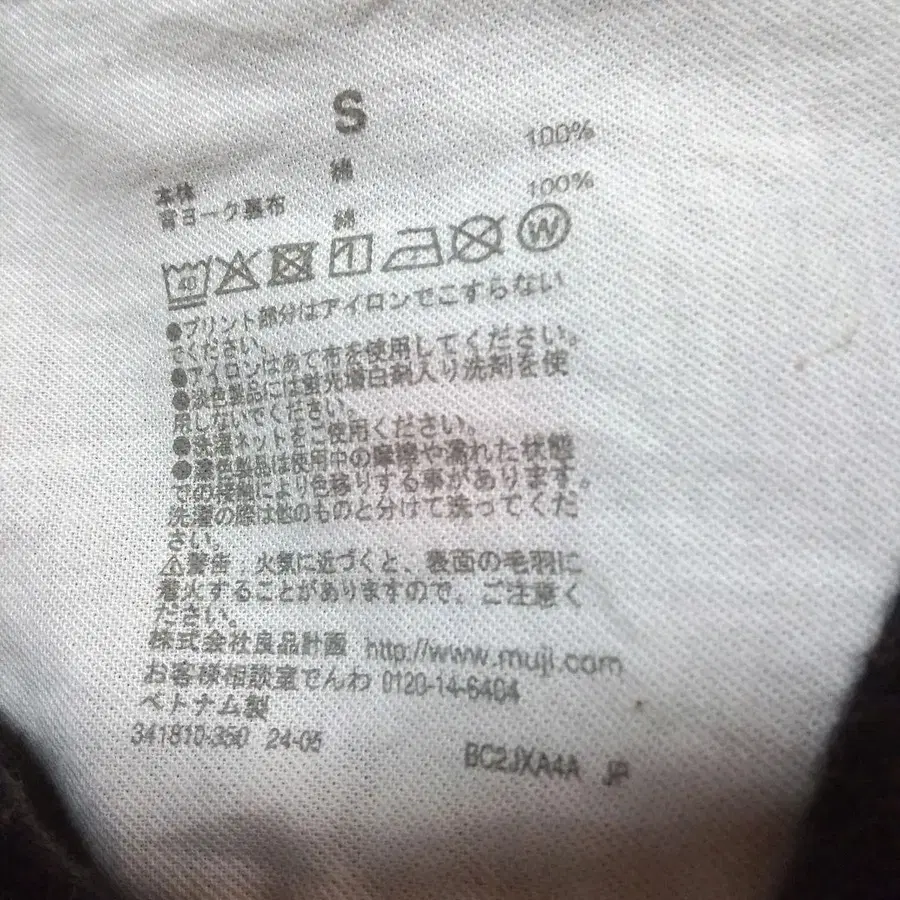 S
本体 綿 100%
背ヨーク裏布 綿 100%
40
W
●プリント部分はアイロンでこすらない
でください。
●アイロンはあて布を使用してください。
●淡色製品には蛍光増白剤入り洗剤を使
用しないでください。
●洗濯ネットをご使用ください。
●濃色製品は使用中の摩擦や濡れた状態
での接触により色移りする事があります。
洗濯の際は他のものと分けて洗ってくだ
さい。
⚠警告：火気に近づくと、表面の毛羽に
着火することがありますので、ご注意く
ださい。
株式会社良品計画 http://www.muji.com
お客様相談室でんわ 0120-14-6404
ベトナム製
341810-350 24-05 BC2JXA4A JP